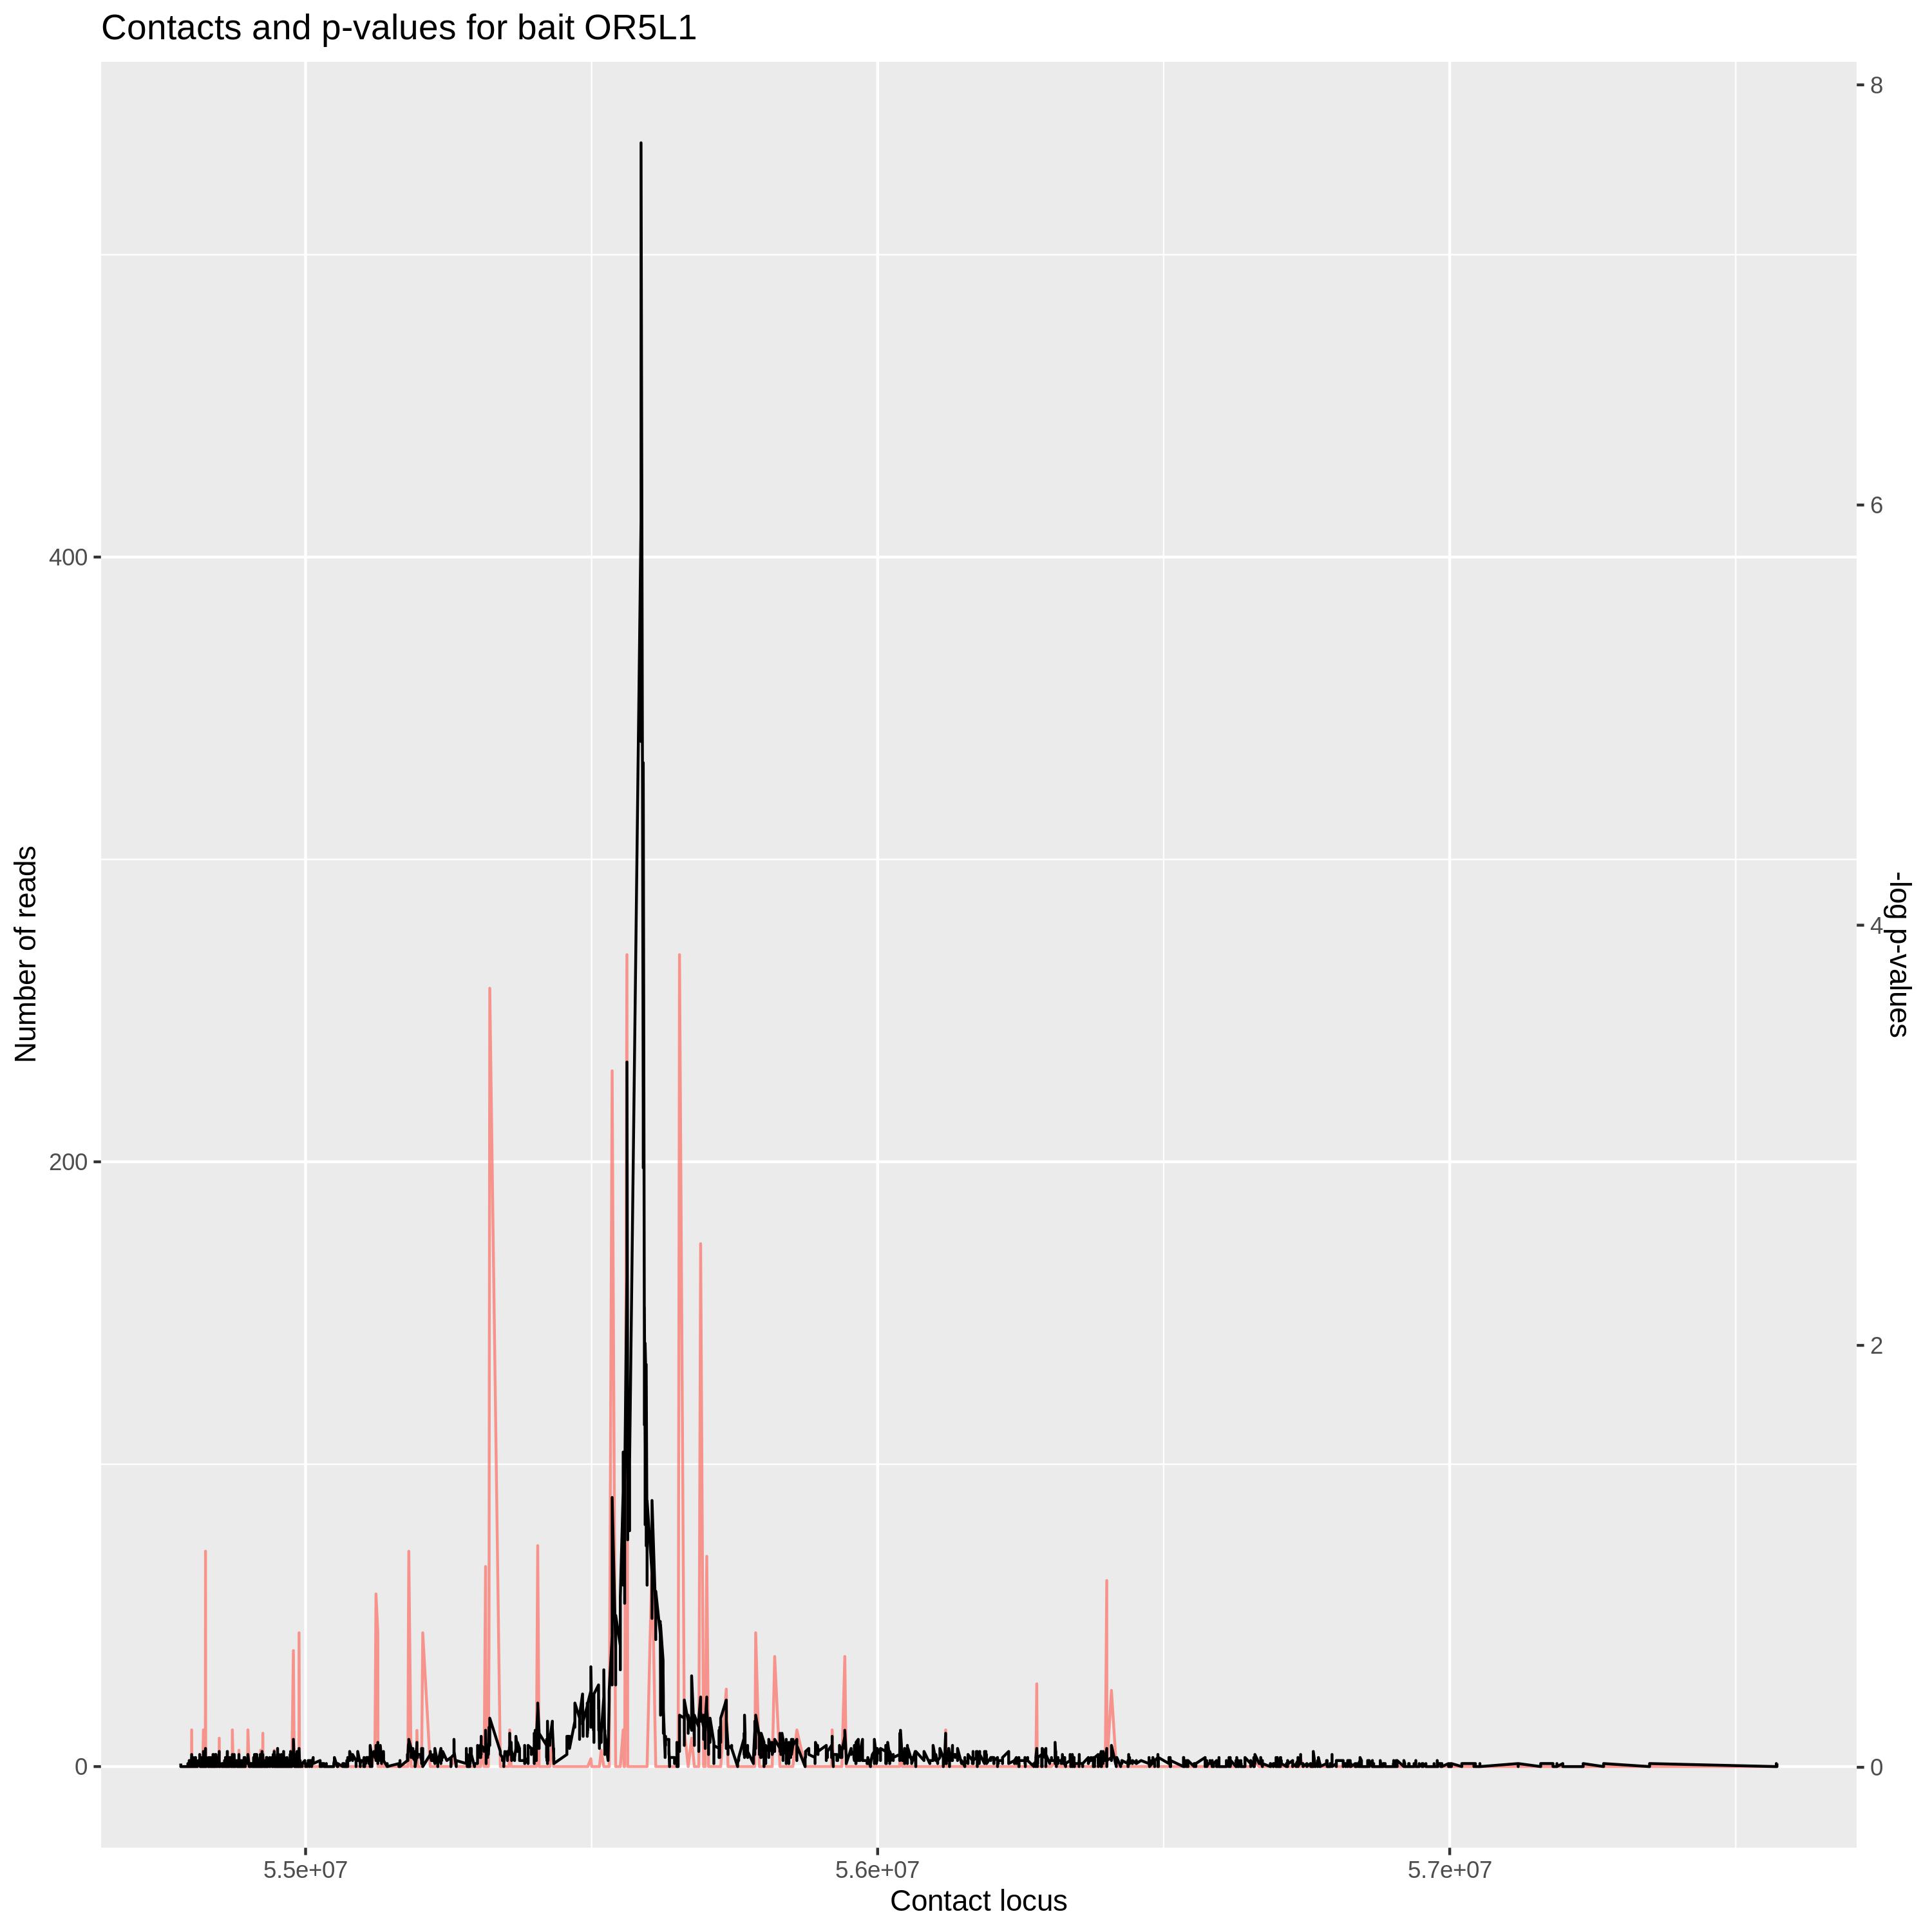 Contacts and p-values for bait OR5L1
8
6
400
Number of reads
4
-log p-values
200
2
0
0
5.5e+07
5.6e+07
5.7e+07
Contact locus